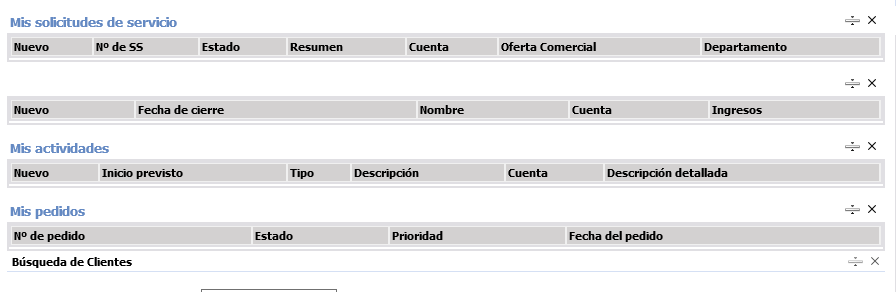 Mis solicitudes de servicio
Nuevo Nº de SS Estado Resumen Cuenta Oferta Comercial Departamento
Nuevo Fecha de cierre Nombre Cuenta Ingresos
Mis actividades
Nuevo Inicio previsto Tipo Descripción Cuenta Descripción detallada
Mis pedidos
Nº de pedido Estado Prioridad Fecha del pedido
Búsqueda de Clientes